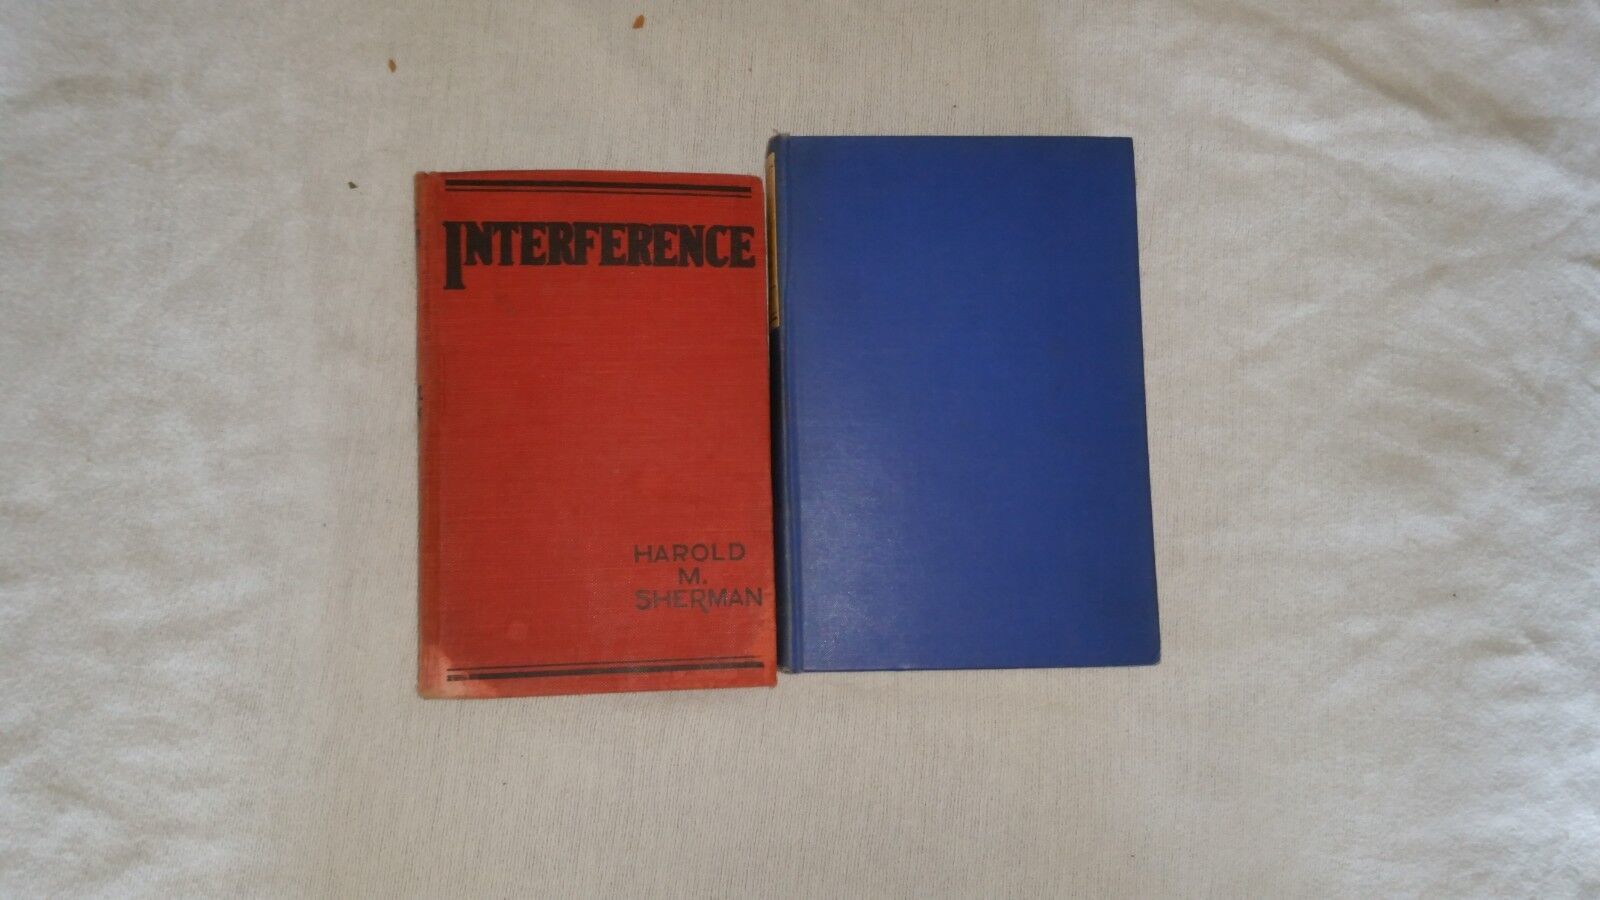 INTERFERENCE
HAROLD
M.
SHERMAN